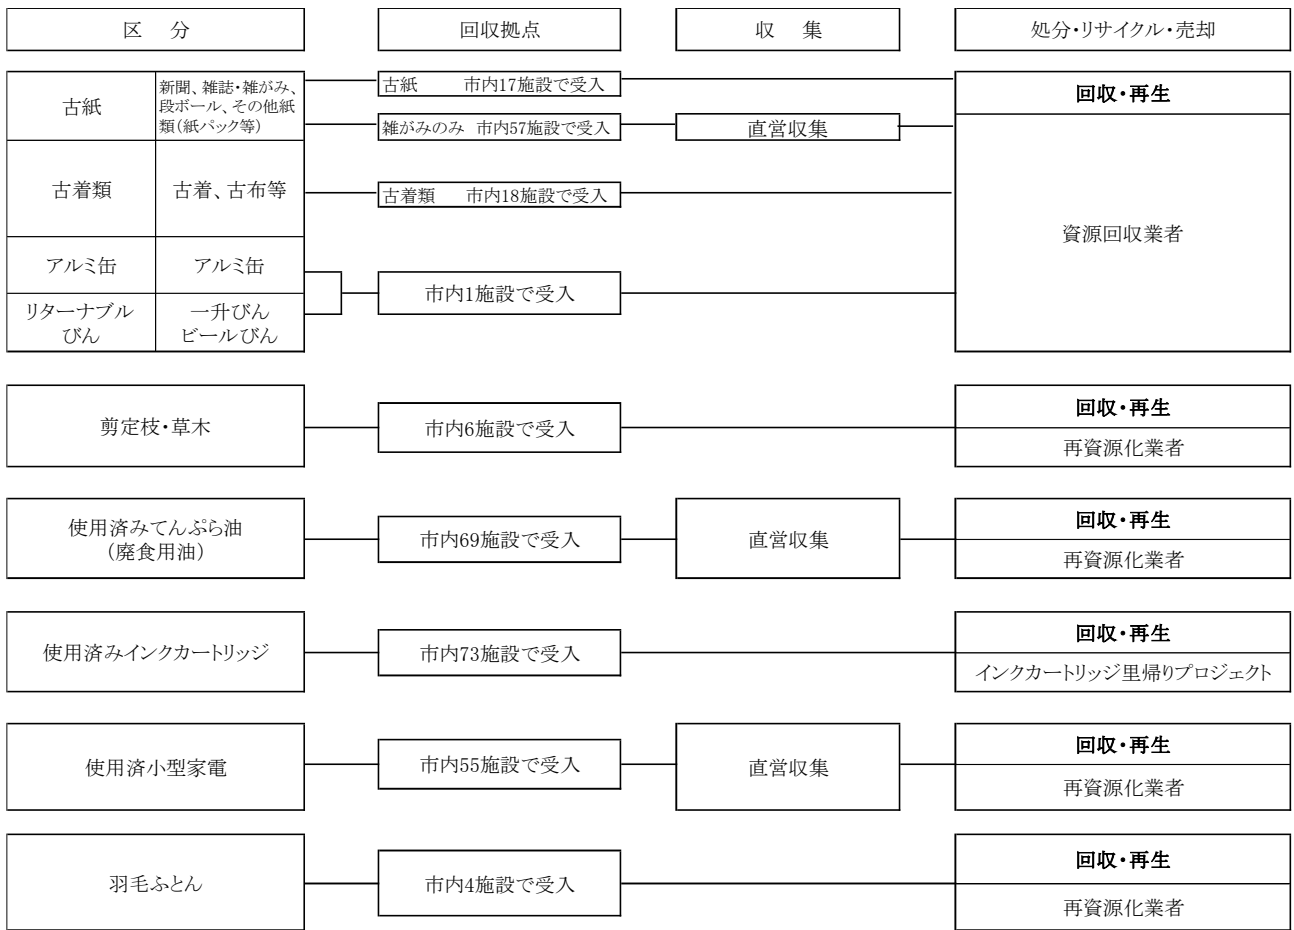 区　分
回収拠点
収　集
処分・リサイクル・売却
古紙
新聞、雑誌・雑がみ、
段ボール、その他紙
類（紙パック等）
古紙　市内17施設で受入
雑がみのみ　市内57施設で受入
直営収集
回収・再生
資源回収業者
古着類
古着、古布等
古着類　市内18施設で受入
アルミ缶
アルミ缶
市内1施設で受入
リターナブル
びん
一升びん
ビールびん
剪定枝・草木
市内6施設で受入
回収・再生
再資源化業者
使用済みてんぷら油
（廃食用油）
市内69施設で受入
直営収集
回収・再生
再資源化業者
使用済みインクカートリッジ
市内73施設で受入
回収・再生
インクカートリッジ里帰りプロジェクト
使用済小型家電
市内55施設で受入
直営収集
回収・再生
再資源化業者
羽毛ふとん
市内4施設で受入
回収・再生
再資源化業者